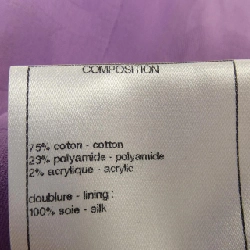 COMPOSITION
75% coton - cotton
23% polyamide - polyamide
2% acrylique - acrylic
doublure - lining :
100% soie - silk